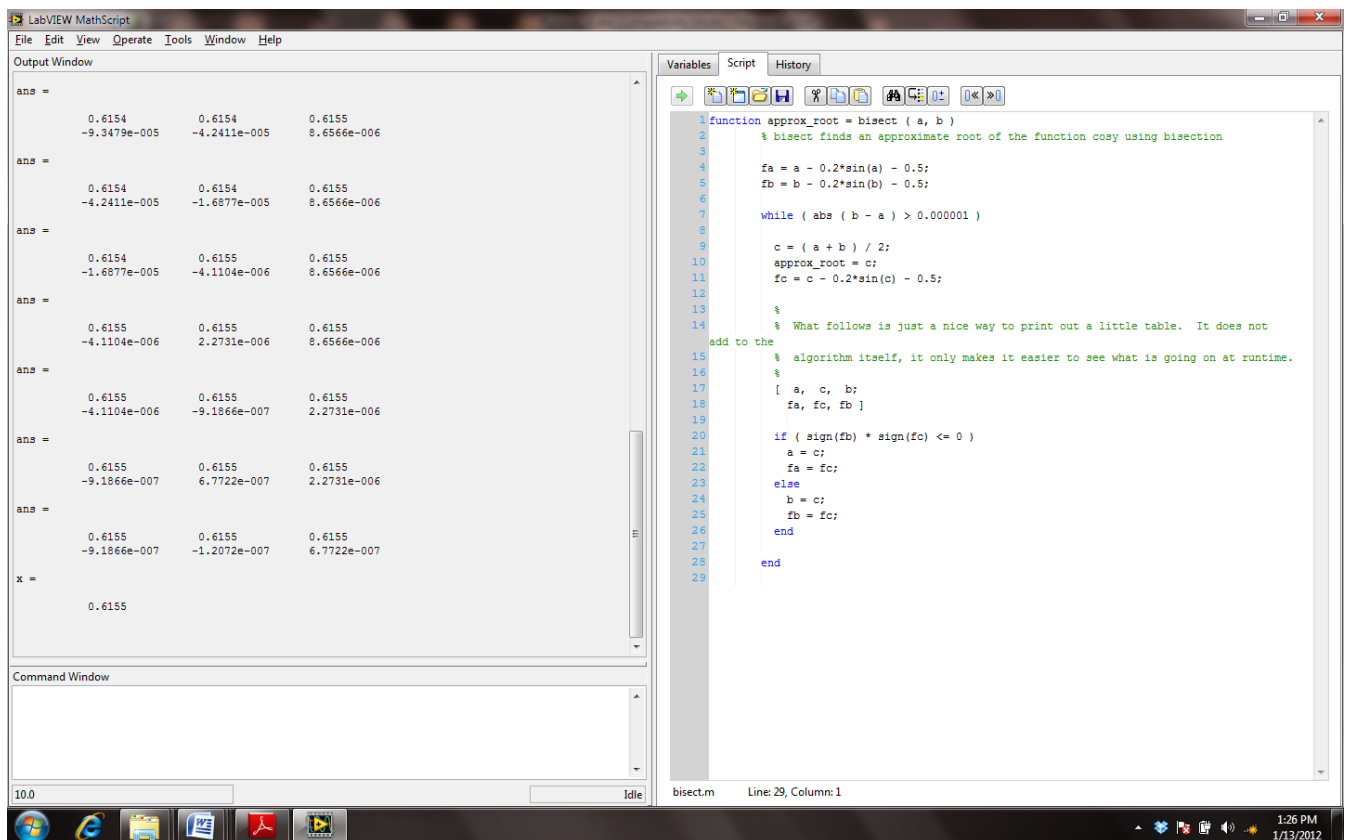 LabVIEW MathScript
File Edit View Operate Tools Window Help
Output Window
ans =
0.6154 0.6154 0.6155
-9.3479e-005 -4.2411e-005 8.6566e-006
ans =
0.6154 0.6154 0.6155
-4.2411e-005 -1.6877e-005 8.6566e-006
ans =
0.6154 0.6155 0.6155
-1.6877e-005 -4.1104e-006 8.6566e-006
ans =
0.6155 0.6155 0.6155
-4.1104e-006 2.2731e-006 8.6566e-006
ans =
0.6155 0.6155 0.6155
-4.1104e-006 -9.1866e-007 2.2731e-006
ans =
0.6155 0.6155 0.6155
-9.1866e-007 6.7722e-007 2.2731e-006
ans =
0.6155 0.6155 0.6155
-9.1866e-007 -1.2072e-007 6.7722e-007
x =
0.6155
Command Window
10.0 Idle
Variables Script History
1 function approx_root = bisect ( a, b )
2 % bisect finds an approximate root of the function cosy using bisection
3
4 fa = a - 0.2*sin(a) - 0.5;
5 fb = b - 0.2*sin(b) - 0.5;
6
7 while ( abs ( b - a ) > 0.000001 )
8
9 c = ( a + b ) / 2;
10 approx_root = c;
11 fc = c - 0.2*sin(c) - 0.5;
12
13 %
14 % What follows is just a nice way to print out a little table. It does not
add to the
15 % algorithm itself, it only makes it easier to see what is going on at runtime.
16 %
17 [ a, c, b;
18 fa, fc, fb ]
19
20 if ( sign(fb) * sign(fc) <= 0 )
21 a = c;
22 fa = fc;
23 else
24 b = c;
25 fb = fc;
26 end
27
28 end
29
bisect.m Line: 29, Column: 1
1:26 PM
1/13/2012